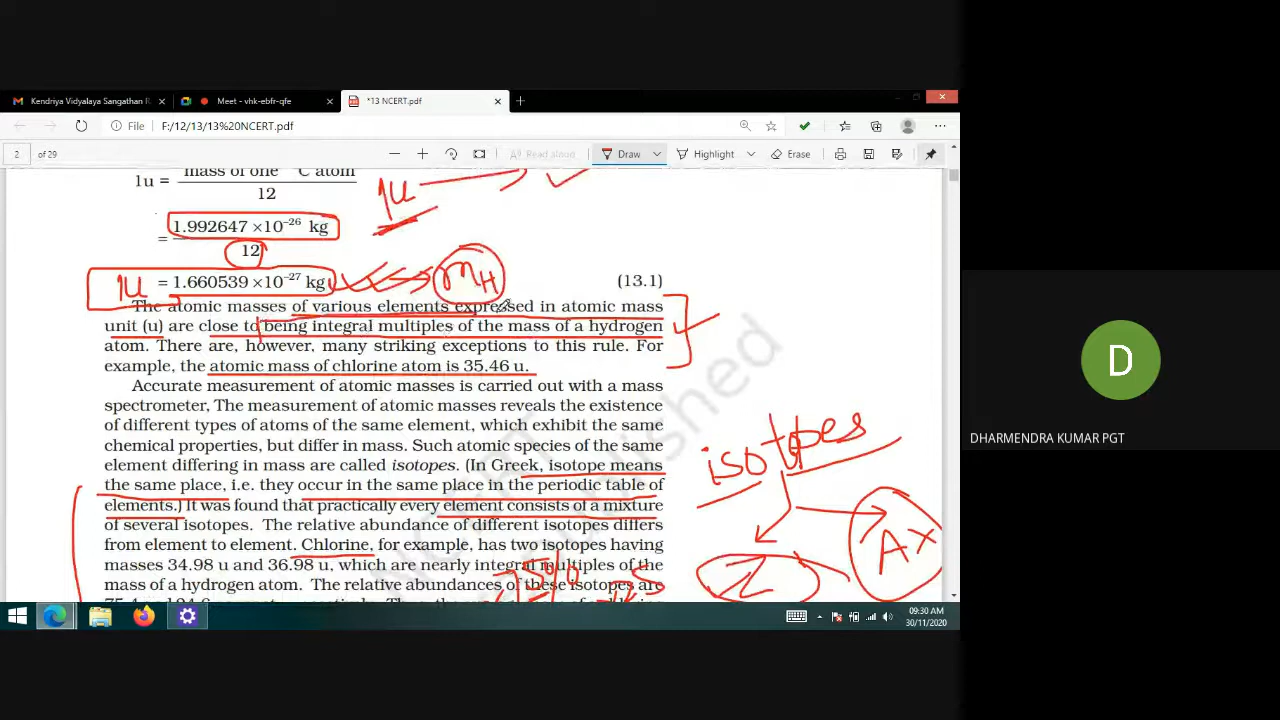 Kendriya Vidyalaya Sangathan R
Meet - vhk-ebfr-qfe
*13 NCERT.pdf
File
F:/12/13/13%20NCERT.pdf
2 of 29
Read aloud
Draw
Highlight
Erase
1u = mass of one C atom
12
1u
= 1.992647 ×10–26 kg
12
1u = 1.660539 ×10–27 kg
mH
(13.1)
The atomic masses of various elements expressed in atomic mass
unit (u) are close to being integral multiples of the mass of a hydrogen
atom. There are, however, many striking exceptions to this rule. For
example, the atomic mass of chlorine atom is 35.46 u.
Accurate measurement of atomic masses is carried out with a mass
spectrometer, The measurement of atomic masses reveals the existence
of different types of atoms of the same element, which exhibit the same
chemical properties, but differ in mass. Such atomic species of the same
element differing in mass are called isotopes. (In Greek, isotope means
the same place, i.e. they occur in the same place in the periodic table of
elements.) It was found that practically every element consists of a mixture
of several isotopes. The relative abundance of different isotopes differs
from element to element. Chlorine, for example, has two isotopes having
masses 34.98 u and 36.98 u, which are nearly integral multiples of the
mass of a hydrogen atom. The relative abundances of these isotopes are
isotopes
Z
A X
75%
25
NCERT
published
D
DHARMENDRA KUMAR PGT
09:30 AM
30/11/2020